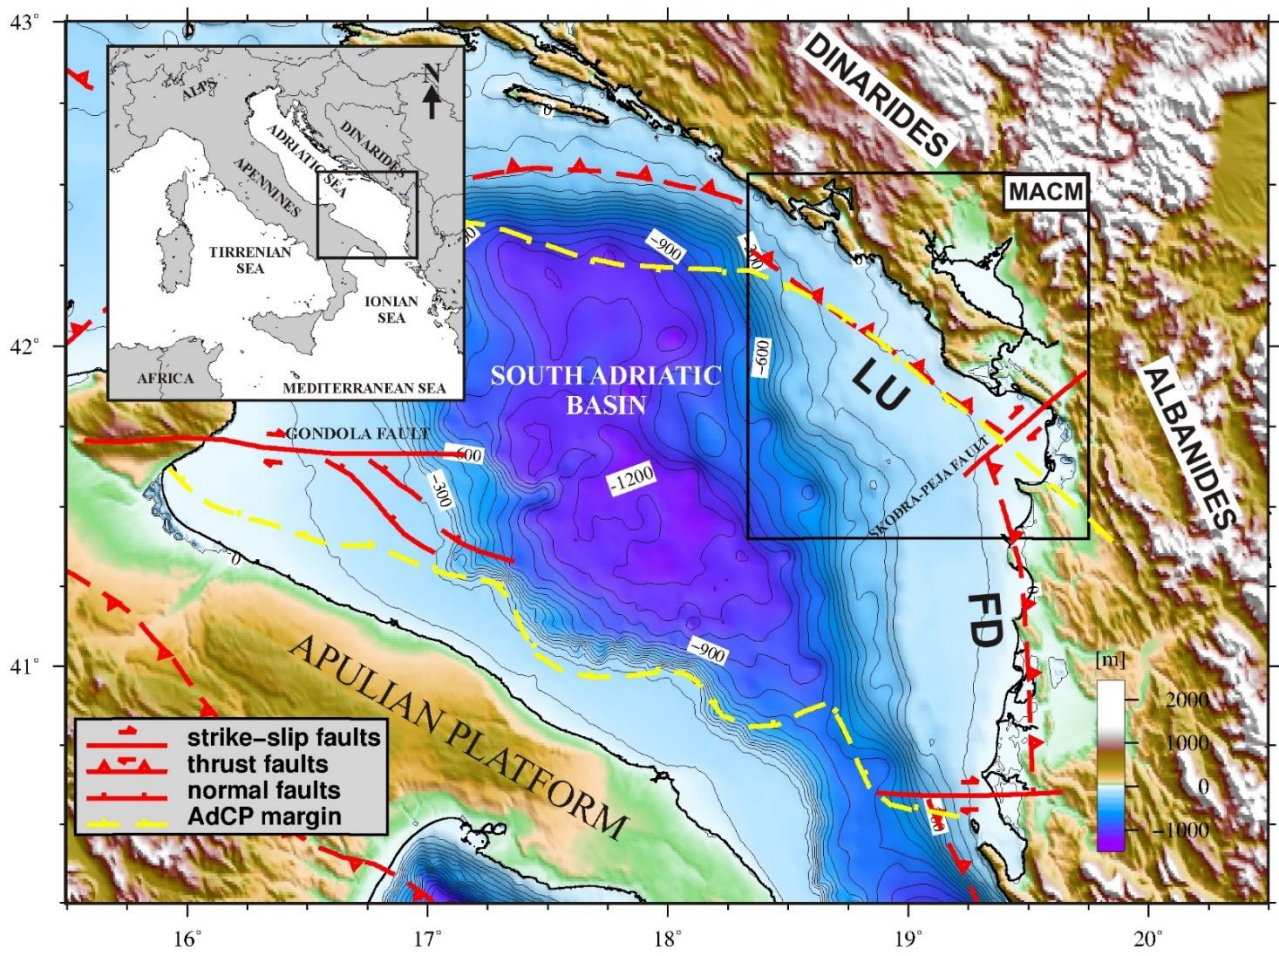 43°
42°
41°
16°
17°
18°
19°
20°
N
ALPS
ADRIATIC SEA
DINARIDES
APENNINES
TIRRENIAN
SEA
IONIAN
SEA
AFRICA
MEDITERRANEAN SEA
DINARIDES
MACM
0
-900
-600
SOUTH ADRIATIC
BASIN
LU
ALBANIDES
GONDOLA FAULT
-600
-300
-1200
SKODRA-PEJA FAULT
0
0
FD
-900
APULIAN PLATFORM
[m]
2000
1000
0
-1000
strike-slip faults
thrust faults
normal faults
AdCP margin